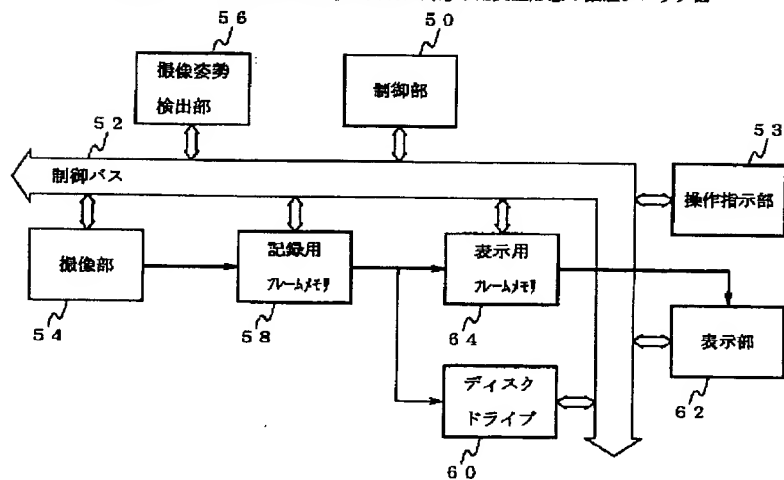 56
撮像姿勢
検出部
50
制御部
52
制御バス
53
操作指示部
撮像部
54
記録用
フレームメモリ
58
表示用
フレームメモリ
64
表示部
62
ディスク
ドライブ
60